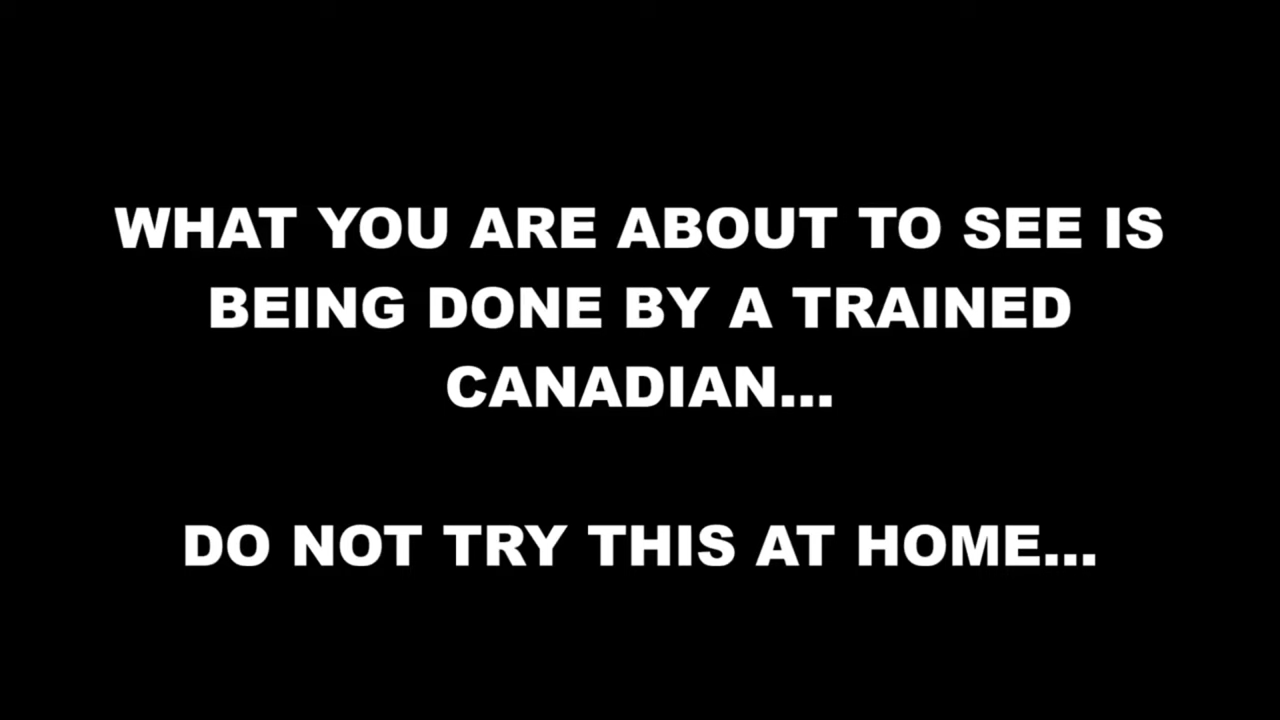 WHAT YOU ARE ABOUT TO SEE IS
BEING DONE BY A TRAINED
CANADIAN...
DO NOT TRY THIS AT HOME...